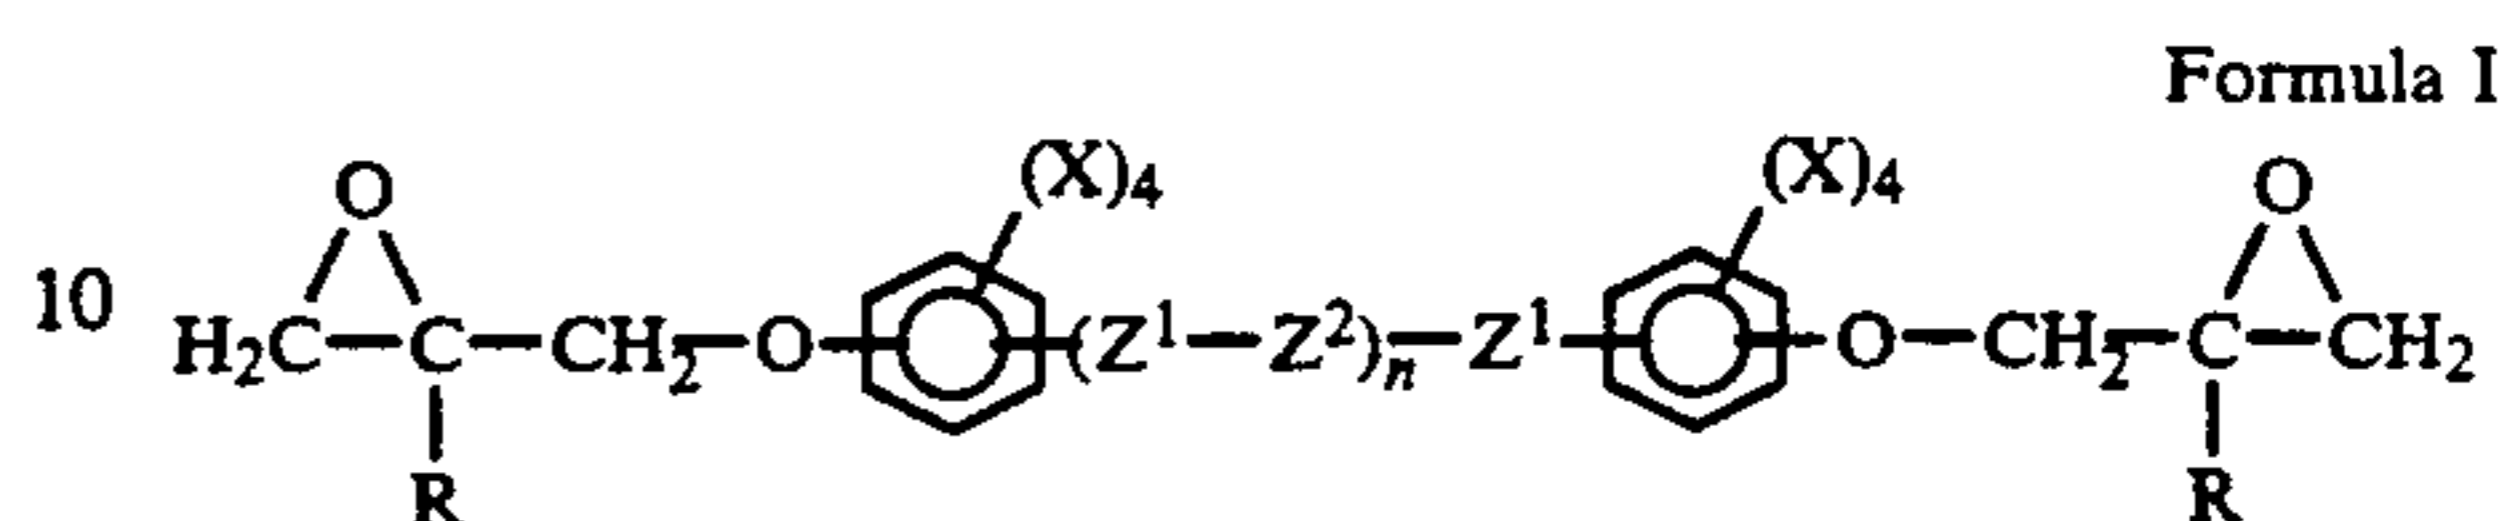 Formula I
O (X)4 (X)4 O
10 H2C—C—CH2—O (Z1—Z2)n—Z1 O—CH2—C—CH2
R R